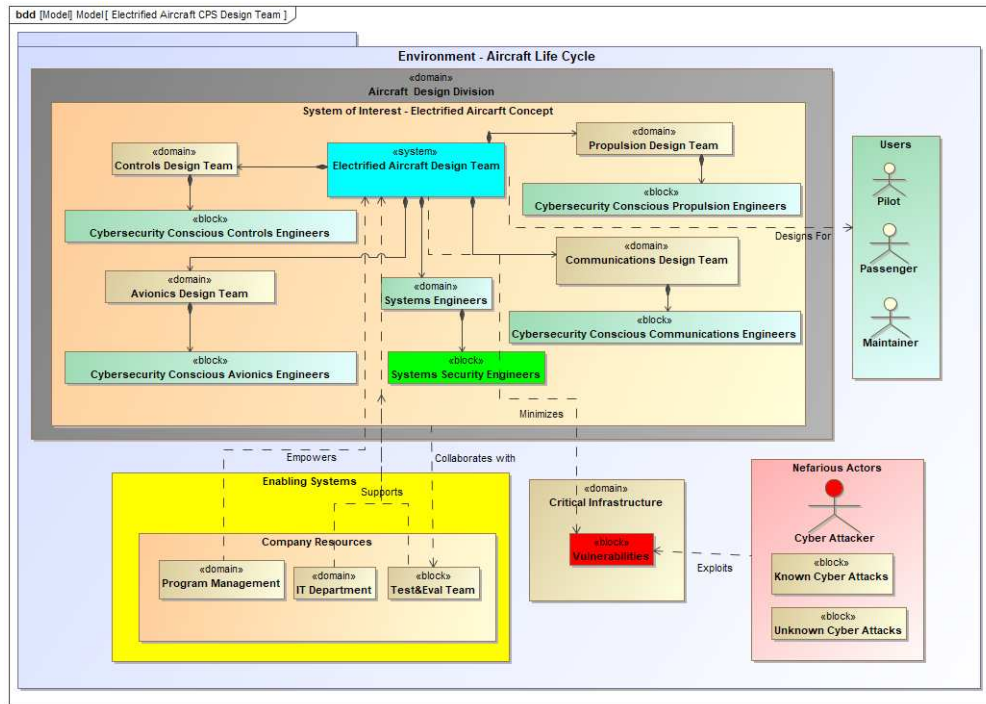 bdd [Model] Model [ Electrified Aircraft CPS Design Team ]
Environment - Aircraft Life Cycle
«domain»
Aircraft Design Division
System of Interest - Electrified Aircarft Concept
«domain»
Controls Design Team
«system»
Electrified Aircraft Design Team
«domain»
Propulsion Design Team
«block»
Cybersecurity Conscious Controls Engineers
«block»
Cybersecurity Conscious Propulsion Engineers
«domain»
Avionics Design Team
«domain»
Systems Engineers
«domain»
Communications Design Team
«block»
Cybersecurity Conscious Avionics Engineers
«block»
Systems Security Engineers
«block»
Cybersecurity Conscious Communications Engineers
Users
Pilot
Passenger
Maintainer
Designs For
Minimizes
Empowers
Collaborates with
Supports
Enabling Systems
Company Resources
«domain»
Program Management
«domain»
IT Department
«block»
Test&Eval Team
«domain»
Critical Infrastructure
«block»
Vulnerabilities
Exploits
Nefarious Actors
Cyber Attacker
«block»
Known Cyber Attacks
«block»
Unknown Cyber Attacks